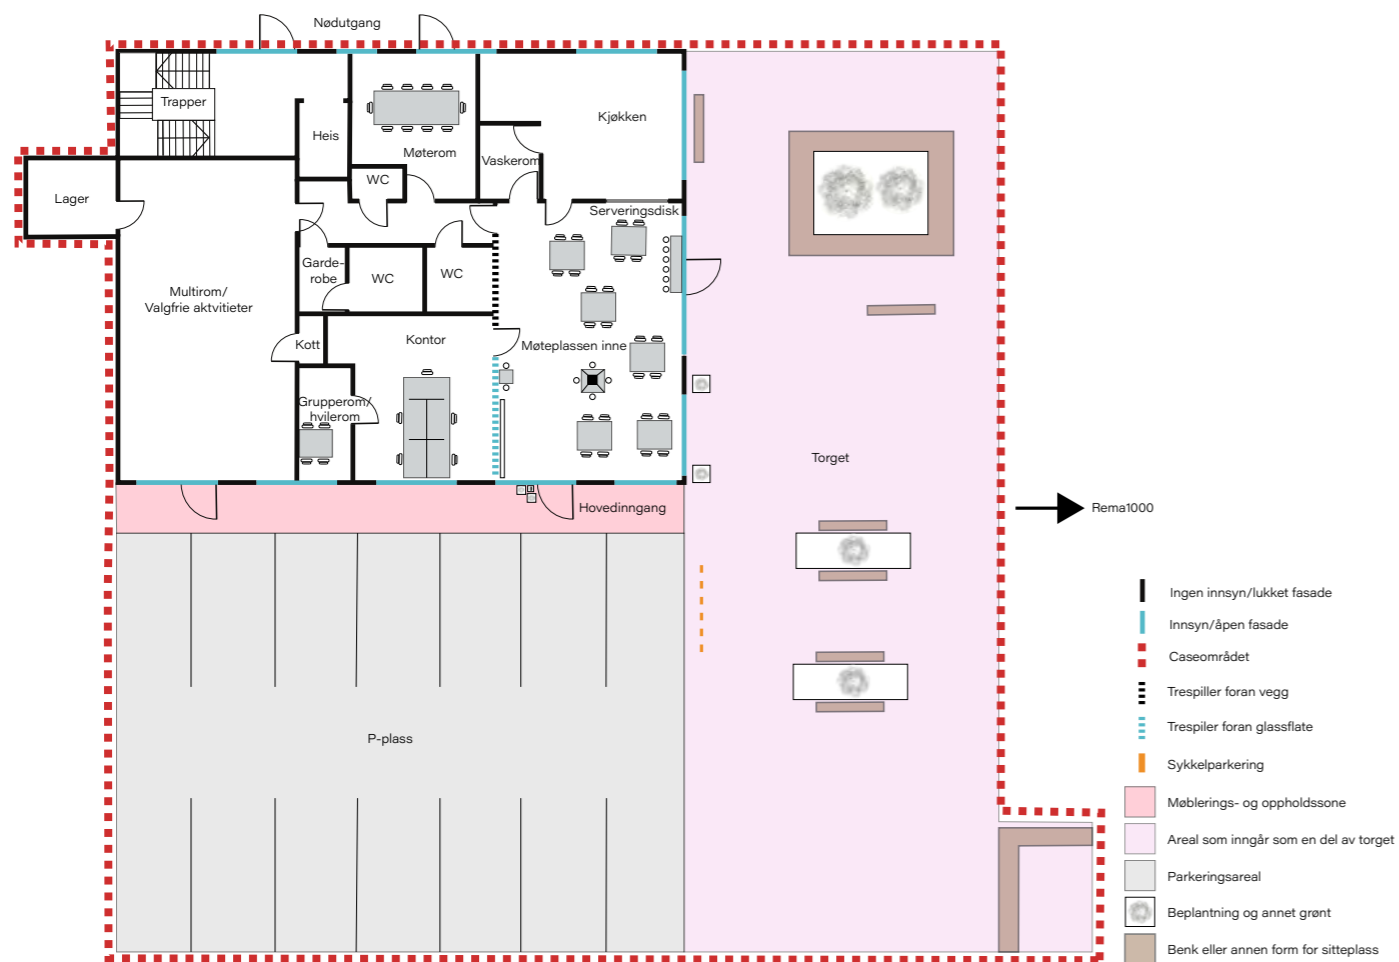 Nødutgang
Trapper
Heis
Møterom
Kjøkken
Vaskerom
WC
Lager
Serveringsdisk
Garde-
robe
WC
WC
Multirom/
Valgfrie aktvitieter
Kott
Kontor
Møteplassen inne
Grupperom/
hvilerom
Torget
Hovedinngang
Rema1000
P-plass
Ingen innsyn/lukket fasade
Innsyn/åpen fasade
Caseområdet
Trespiller foran vegg
Trespiler foran glassflate
Sykkelparkering
Møblerings- og oppholdssone
Areal som inngår som en del av torget
Parkeringsareal
Beplantning og annet grønt
Benk eller annen form for sitteplass